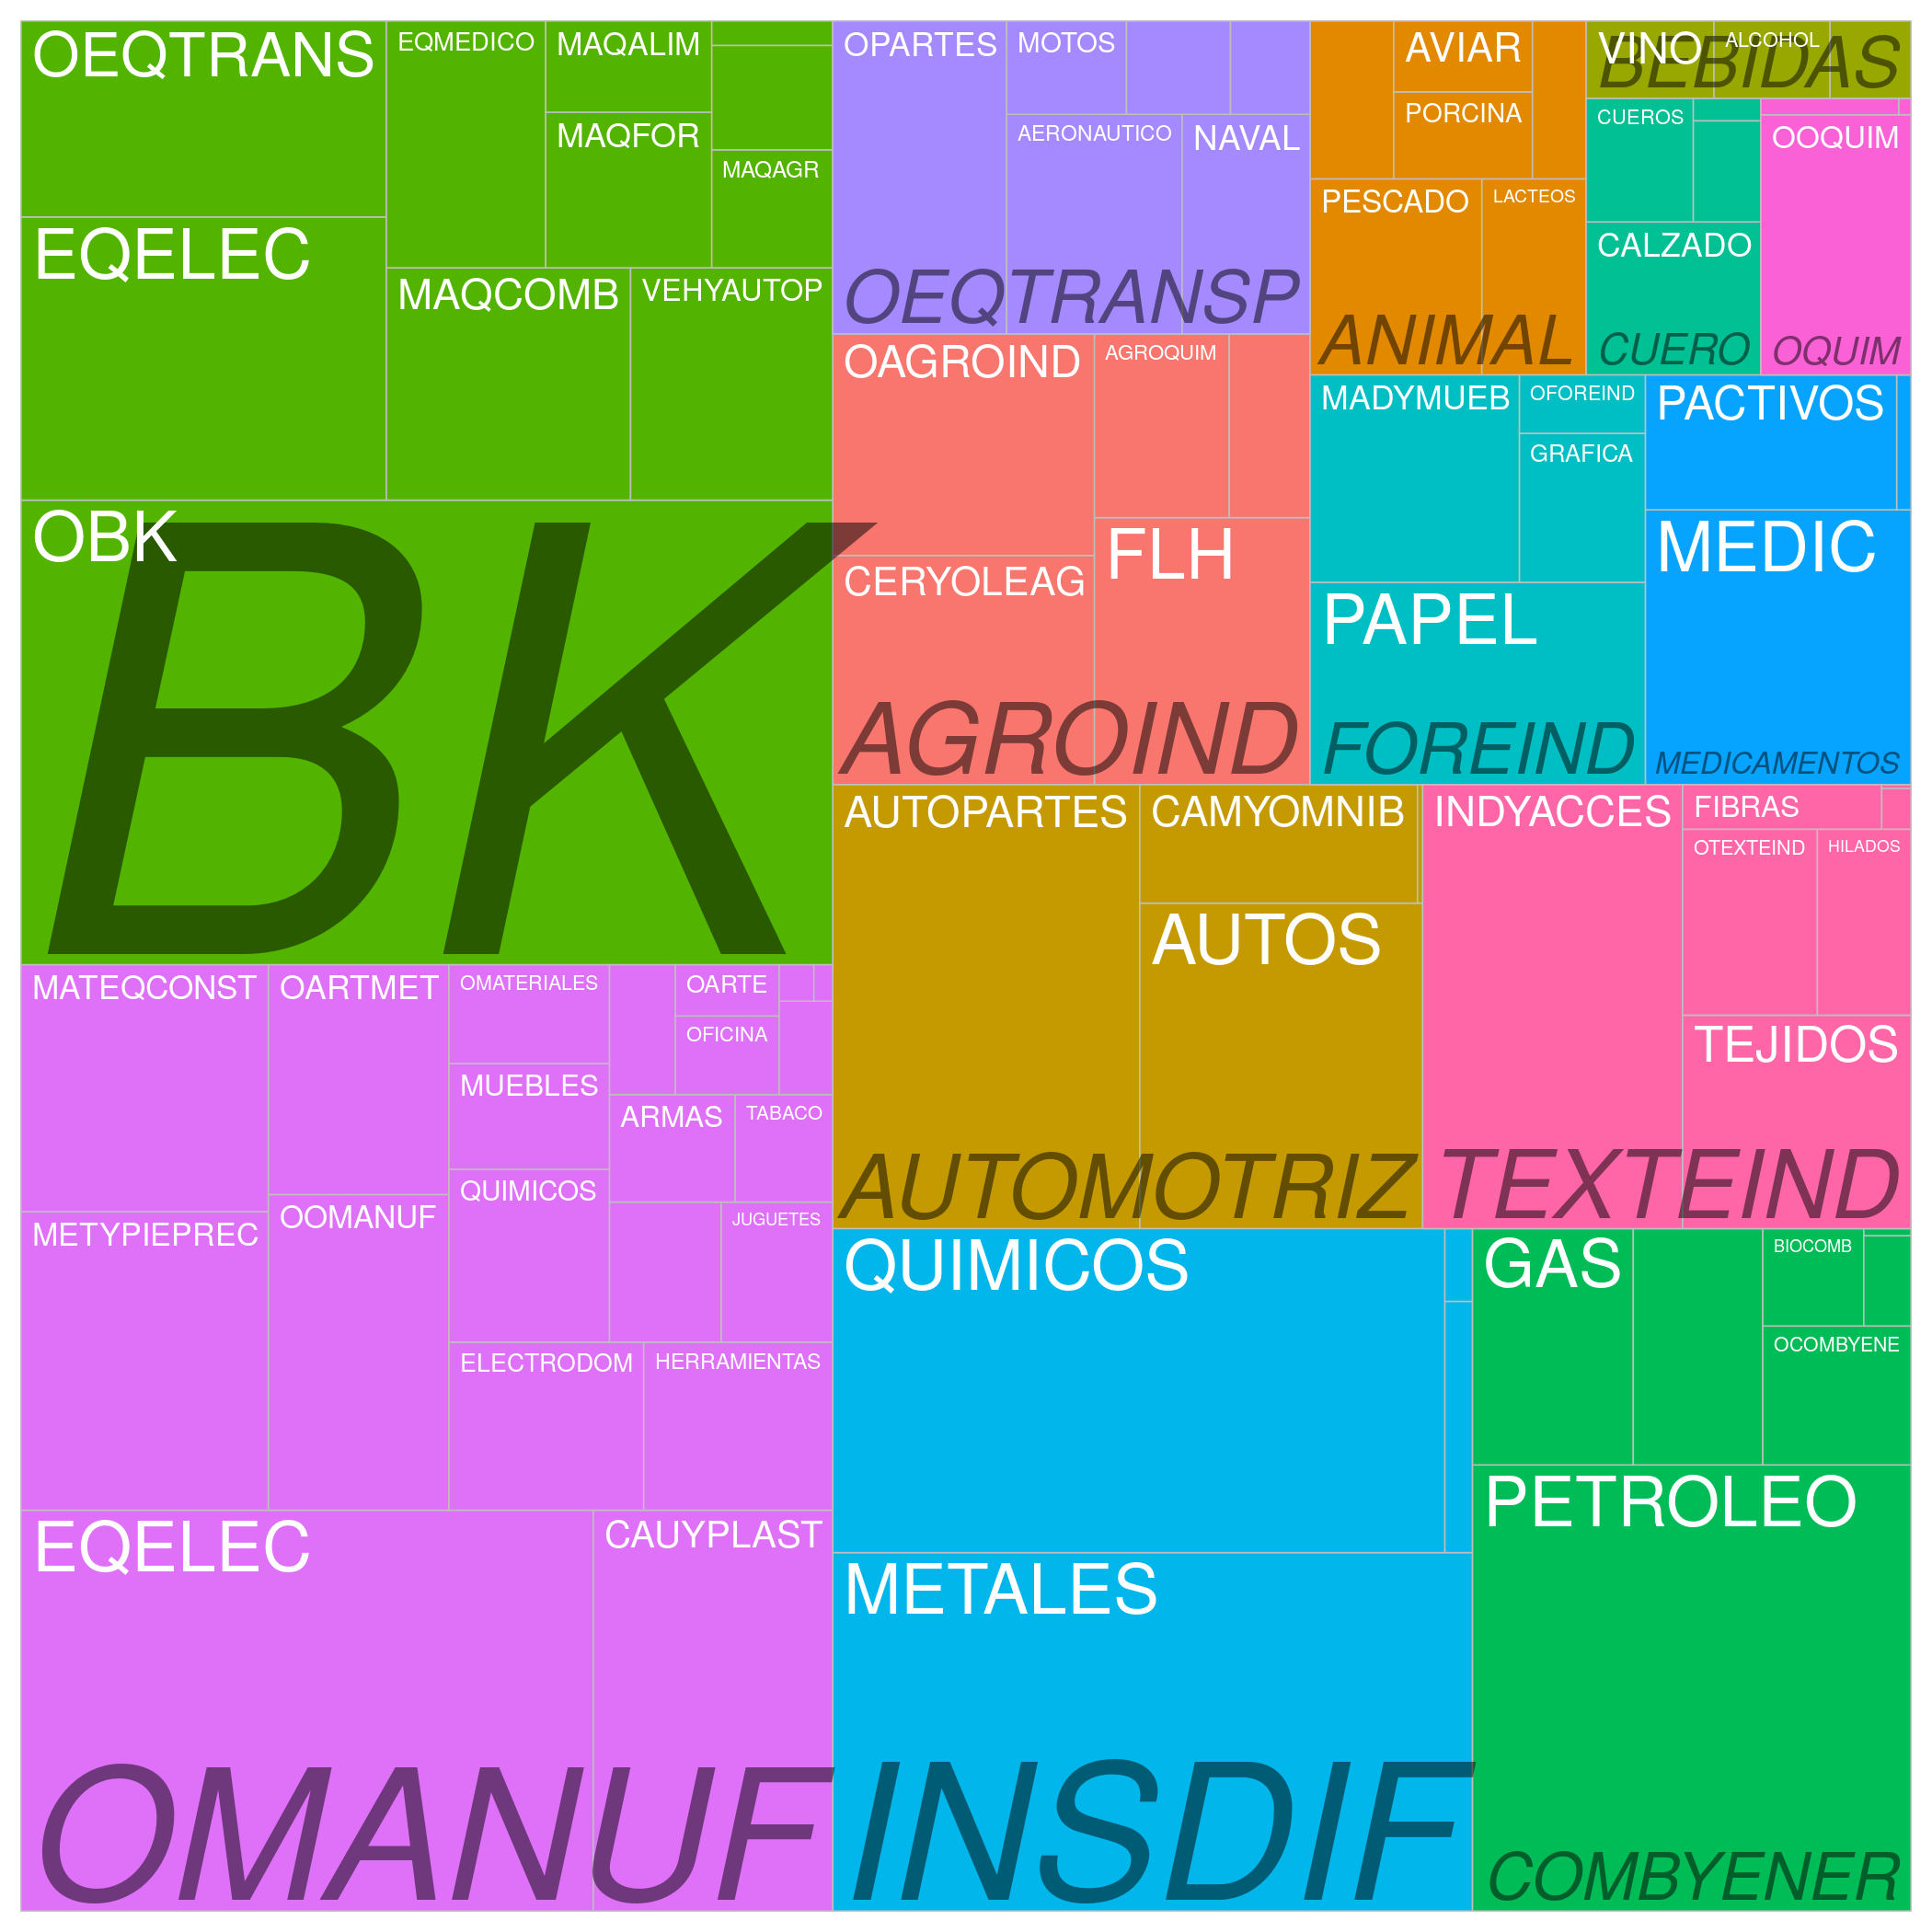 OEQTRANS
EQMEDICO
MAQALIM
MAQFOR
MAQAGR
EQELEC
MAQCOMB
VEHYAUTOP
OBK
BK
OPARTES
MOTOS
AERONAUTICO
NAVAL
OEQTRANSP
AVIAR
PORCINA
PESCADO
LACTEOS
ANIMAL
VINO
ALCOHOL
BEBIDAS
CUEROS
CALZADO
CUERO
OOQUIM
OQUIM
OAGROIND
AGROQUIM
CERYOLEAG
FLH
AGROIND
MADYMUEB
OFOREIND
GRAFICA
PAPEL
FOREIND
PACTIVOS
MEDIC
MEDICAMENTOS
AUTOPARTES
CAMYOMNIB
AUTOS
AUTOMOTRIZ
INDYACCES
FIBRAS
OTEXTEIND
HILADOS
TEJIDOS
TEXTEIND
MATEQCONST
OARTMET
OMATERIALES
OARTE
OFICINA
MUEBLES
ARMAS
TABACO
METYPIEPREC
OOMANUF
QUIMICOS
JUGUETES
ELECTRODOM
HERRAMIENTAS
EQELEC
CAUYPLAST
OMANUF
QUIMICOS
METALES
INSDIF
GAS
BIOCOMB
OCOMBYENE
PETROLEO
COMBYENER